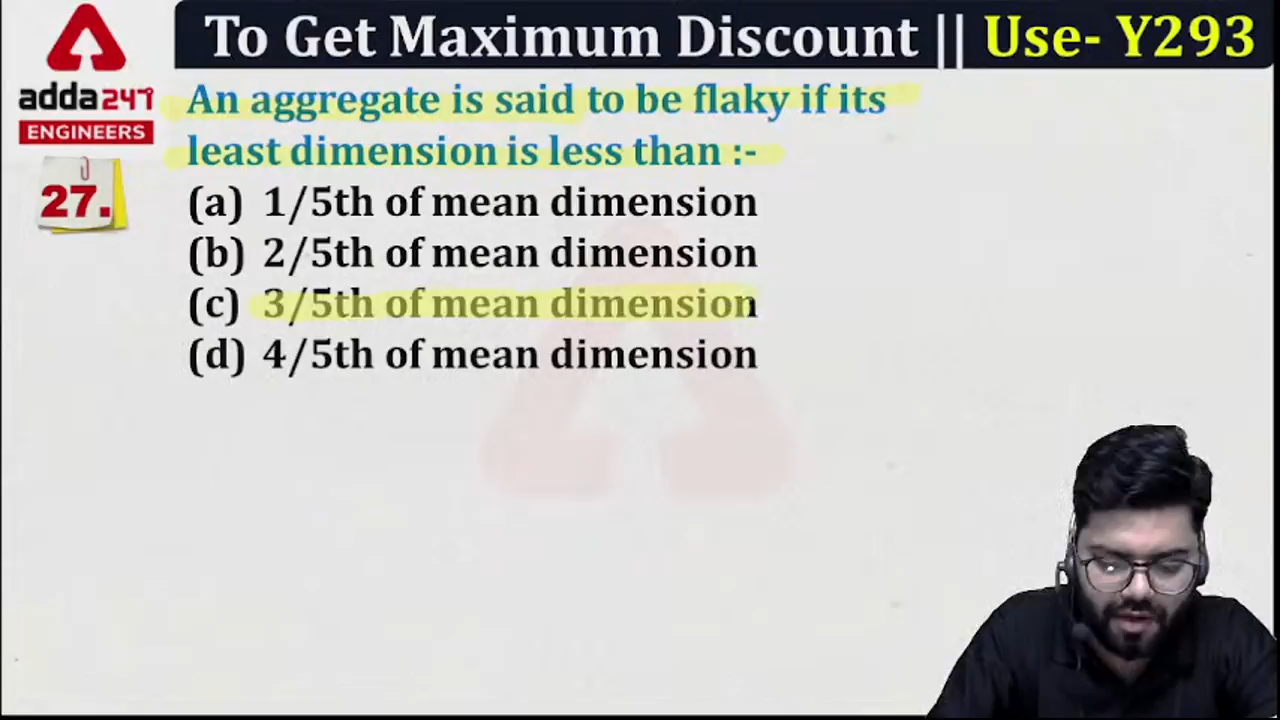 To Get Maximum Discount || Use- Y293
adda247
ENGINEERS
27.
An aggregate is said to be flaky if its
least dimension is less than :-
(a) 1/5th of mean dimension
(b) 2/5th of mean dimension
(c) 3/5th of mean dimension
(d) 4/5th of mean dimension